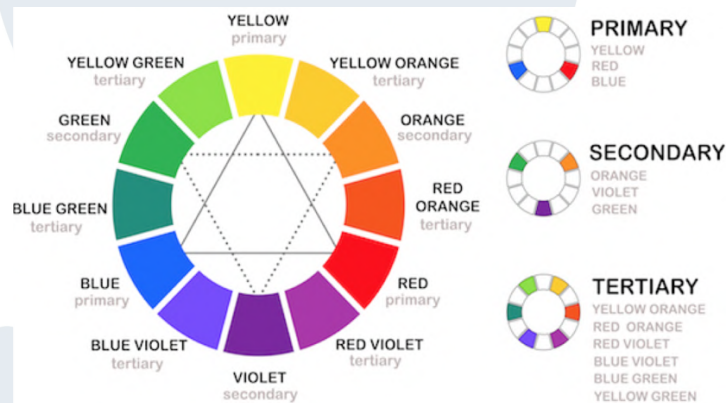 YELLOW
primary
YELLOW GREEN
tertiary
YELLOW ORANGE
tertiary
GREEN
secondary
ORANGE
secondary
BLUE GREEN
tertiary
RED
ORANGE
tertiary
BLUE
primary
RED
primary
BLUE VIOLET
tertiary
RED VIOLET
tertiary
VIOLET
secondary
PRIMARY
YELLOW
RED
BLUE
SECONDARY
ORANGE
VIOLET
GREEN
TERTIARY
YELLOW ORANGE
RED ORANGE
RED VIOLET
BLUE VIOLET
BLUE GREEN
YELLOW GREEN